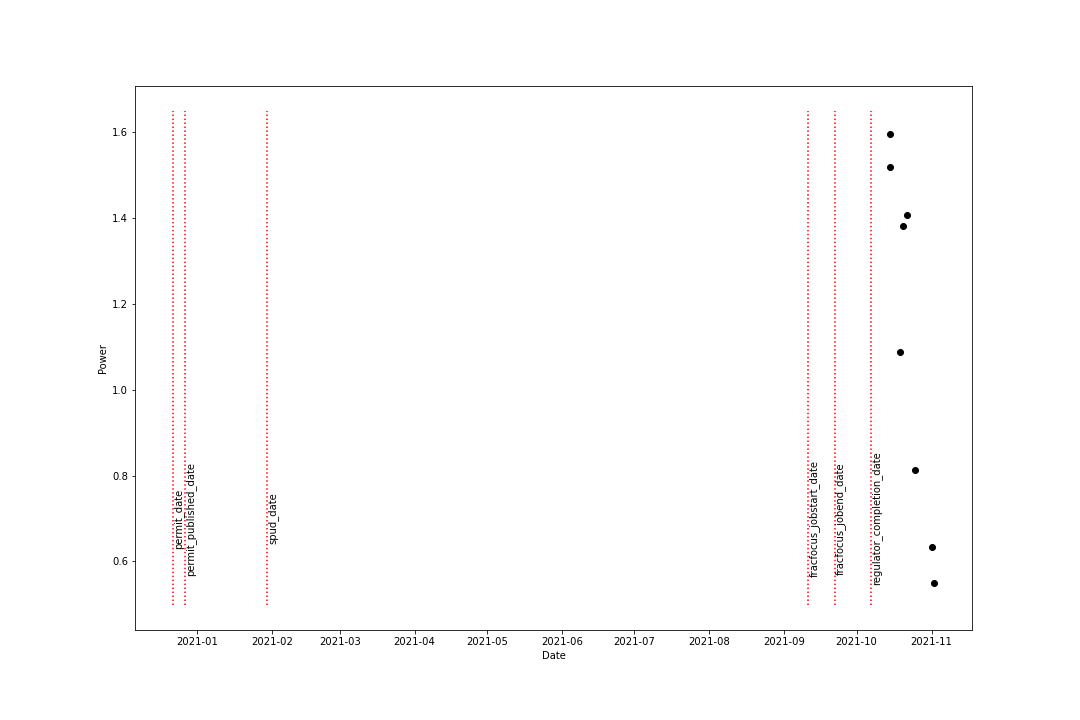 1.6
1.4
1.2
1.0
0.8
0.6
Power
permit_date
permit_published_date
spud_date
fracfocus_jobstart_date
fracfocus_jobend_date
regulator_completion_date
2021-01
2021-02
2021-03
2021-04
2021-05
2021-06
2021-07
2021-08
2021-09
2021-10
2021-11
Date